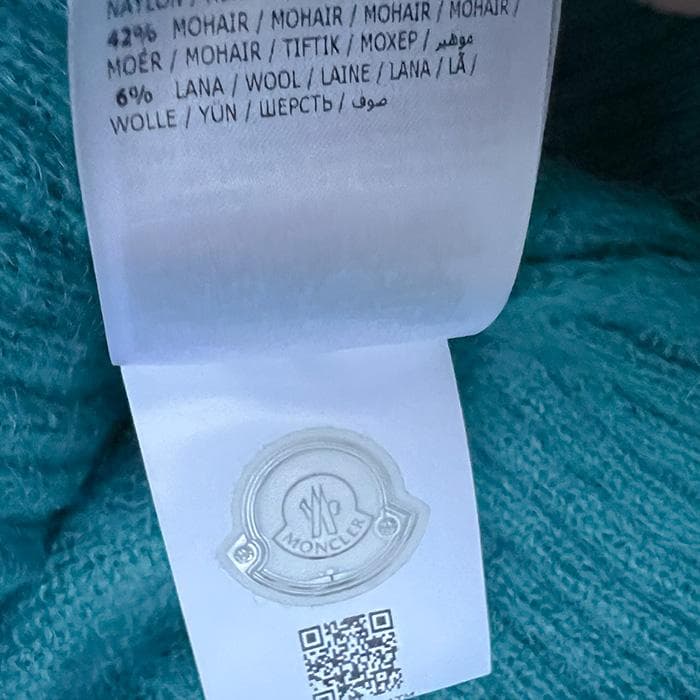 42% MOHAIR / MOHAIR / MOHAIR / MOHAIR /
MOÉR / MOHAIR / TIFTIK / МОХЕР / موهير
6% LANA / WOOL / LAINE / LANA / LÃ /
WOLLE / YÜN / ШЕРСТЬ / صوف
MONCLER